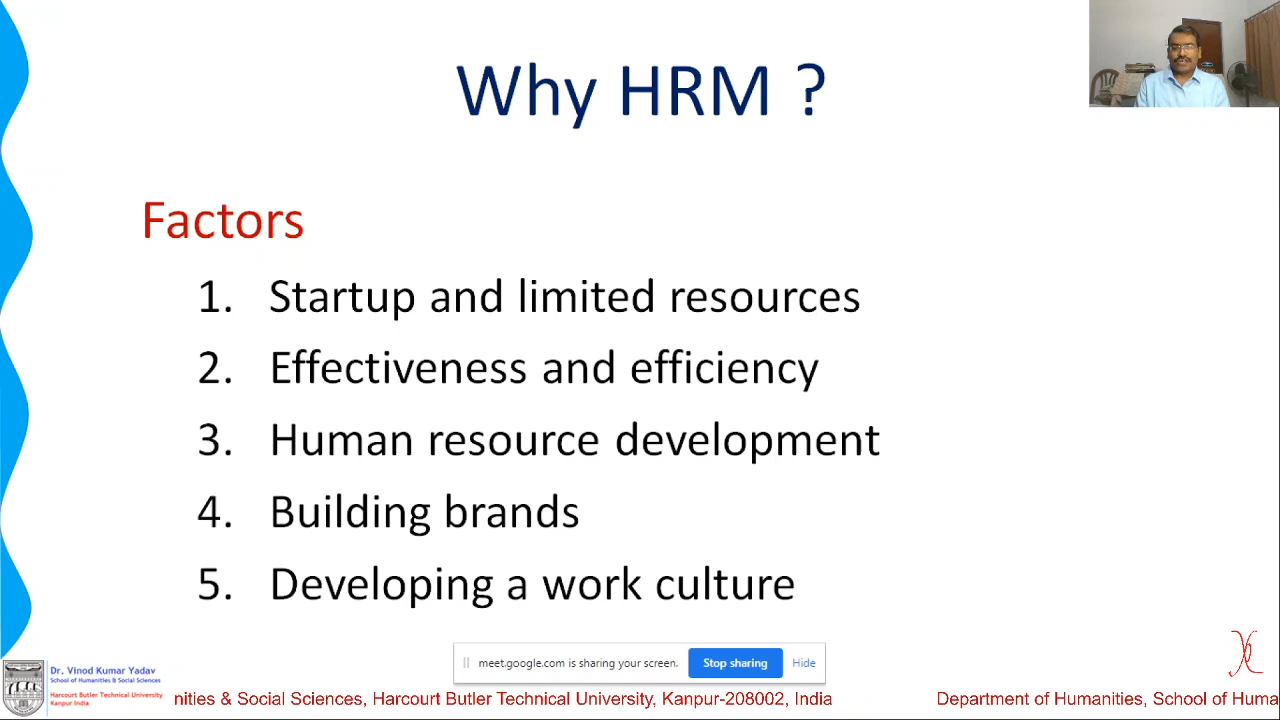 Why HRM ?
Factors
1. Startup and limited resources
2. Effectiveness and efficiency
3. Human resource development
4. Building brands
5. Developing a work culture
meet.google.com is sharing your screen. Stop sharing Hide
Dr. Vinod Kumar Yadav
School of Humanities & Social Sciences
Harcourt Butler Technical University
Kanpur India
nities & Social Sciences, Harcourt Butler Technical University, Kanpur-208002, India Department of Humanities, School of Huma